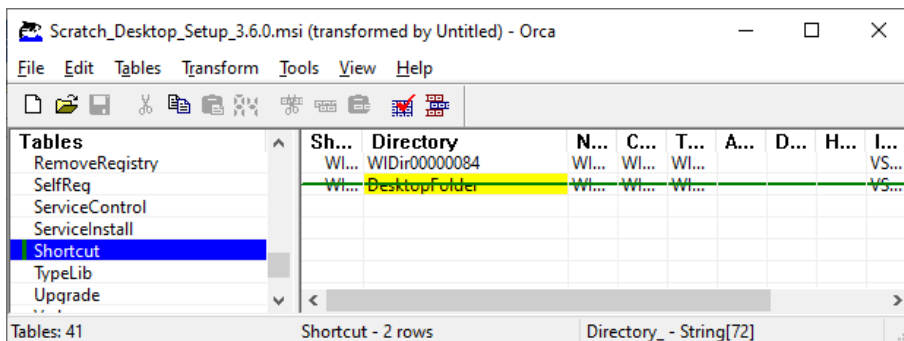 Scratch_Desktop_Setup_3.6.0.msi (transformed by Untitled) - Orca
File Edit Tables Transform Tools View Help
Tables
RemoveRegistry
SelfReg
ServiceControl
ServiceInstall
Shortcut
TypeLib
Upgrade
Sh... Directory N... C... T... A... D... H... I...
WI... WIDir00000084 WI... WI... WI... VS...
WI... DesktopFolder WI... WI... WI... VS...
Tables: 41 Shortcut - 2 rows Directory_ - String[72]